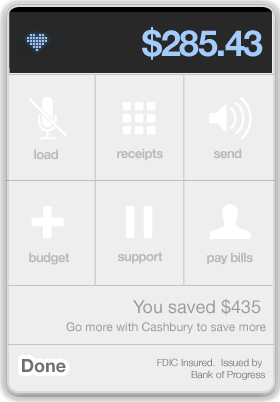 $285.43
load receipts send
budget support pay bills
You saved $435
Go more with Cashbury to save more
Done
FDIC Insured. Issued by
Bank of Progress